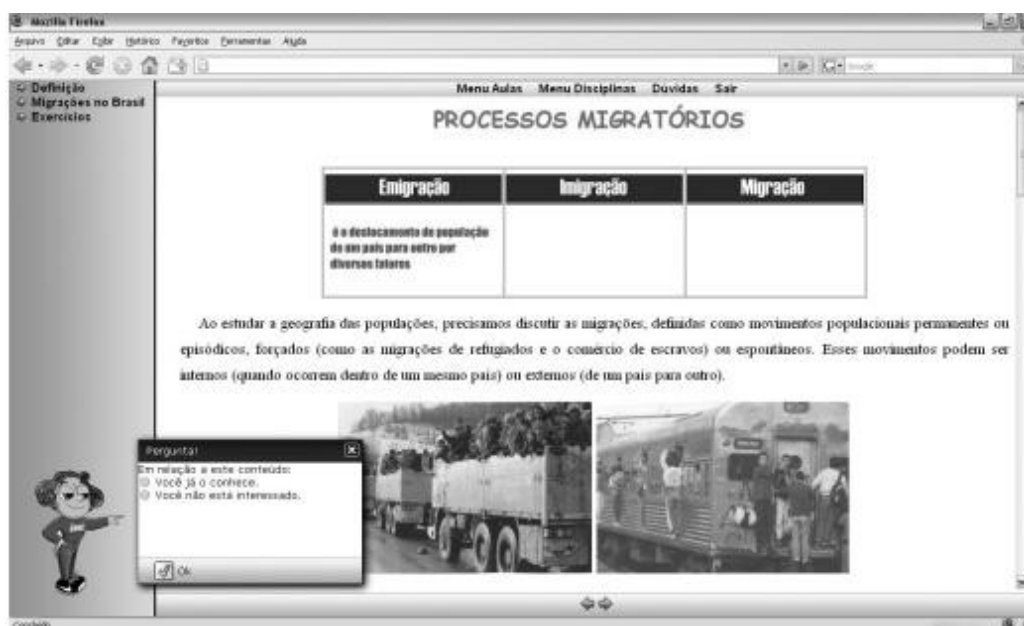 Mozilla Firefox
Arquivo Editar Exibir Histórico Favoritos Ferramentas Ajuda
Google
Definição
Migrações no Brasil
Exercícios
Menu Aulas Menu Disciplinas Dúvidas Sair
PROCESSOS MIGRATÓRIOS
Emigração Imigração Migração
é o deslocamento de população
de um país para outro por
diversos fatores
Ao estudar a geografia das populações, precisamos discutir as migrações, definidas como movimentos populacionais permanentes ou
episódicos, forçados (como as migrações de refugiados e o comércio de escravos) ou espontâneos. Esses movimentos podem ser
internos (quando ocorrem dentro de um mesmo país) ou externos (de um país para outro).
Pergunta!
Em relação a este conteúdo:
Você já o conhece.
Você não está interessado.
Ok
Concluído